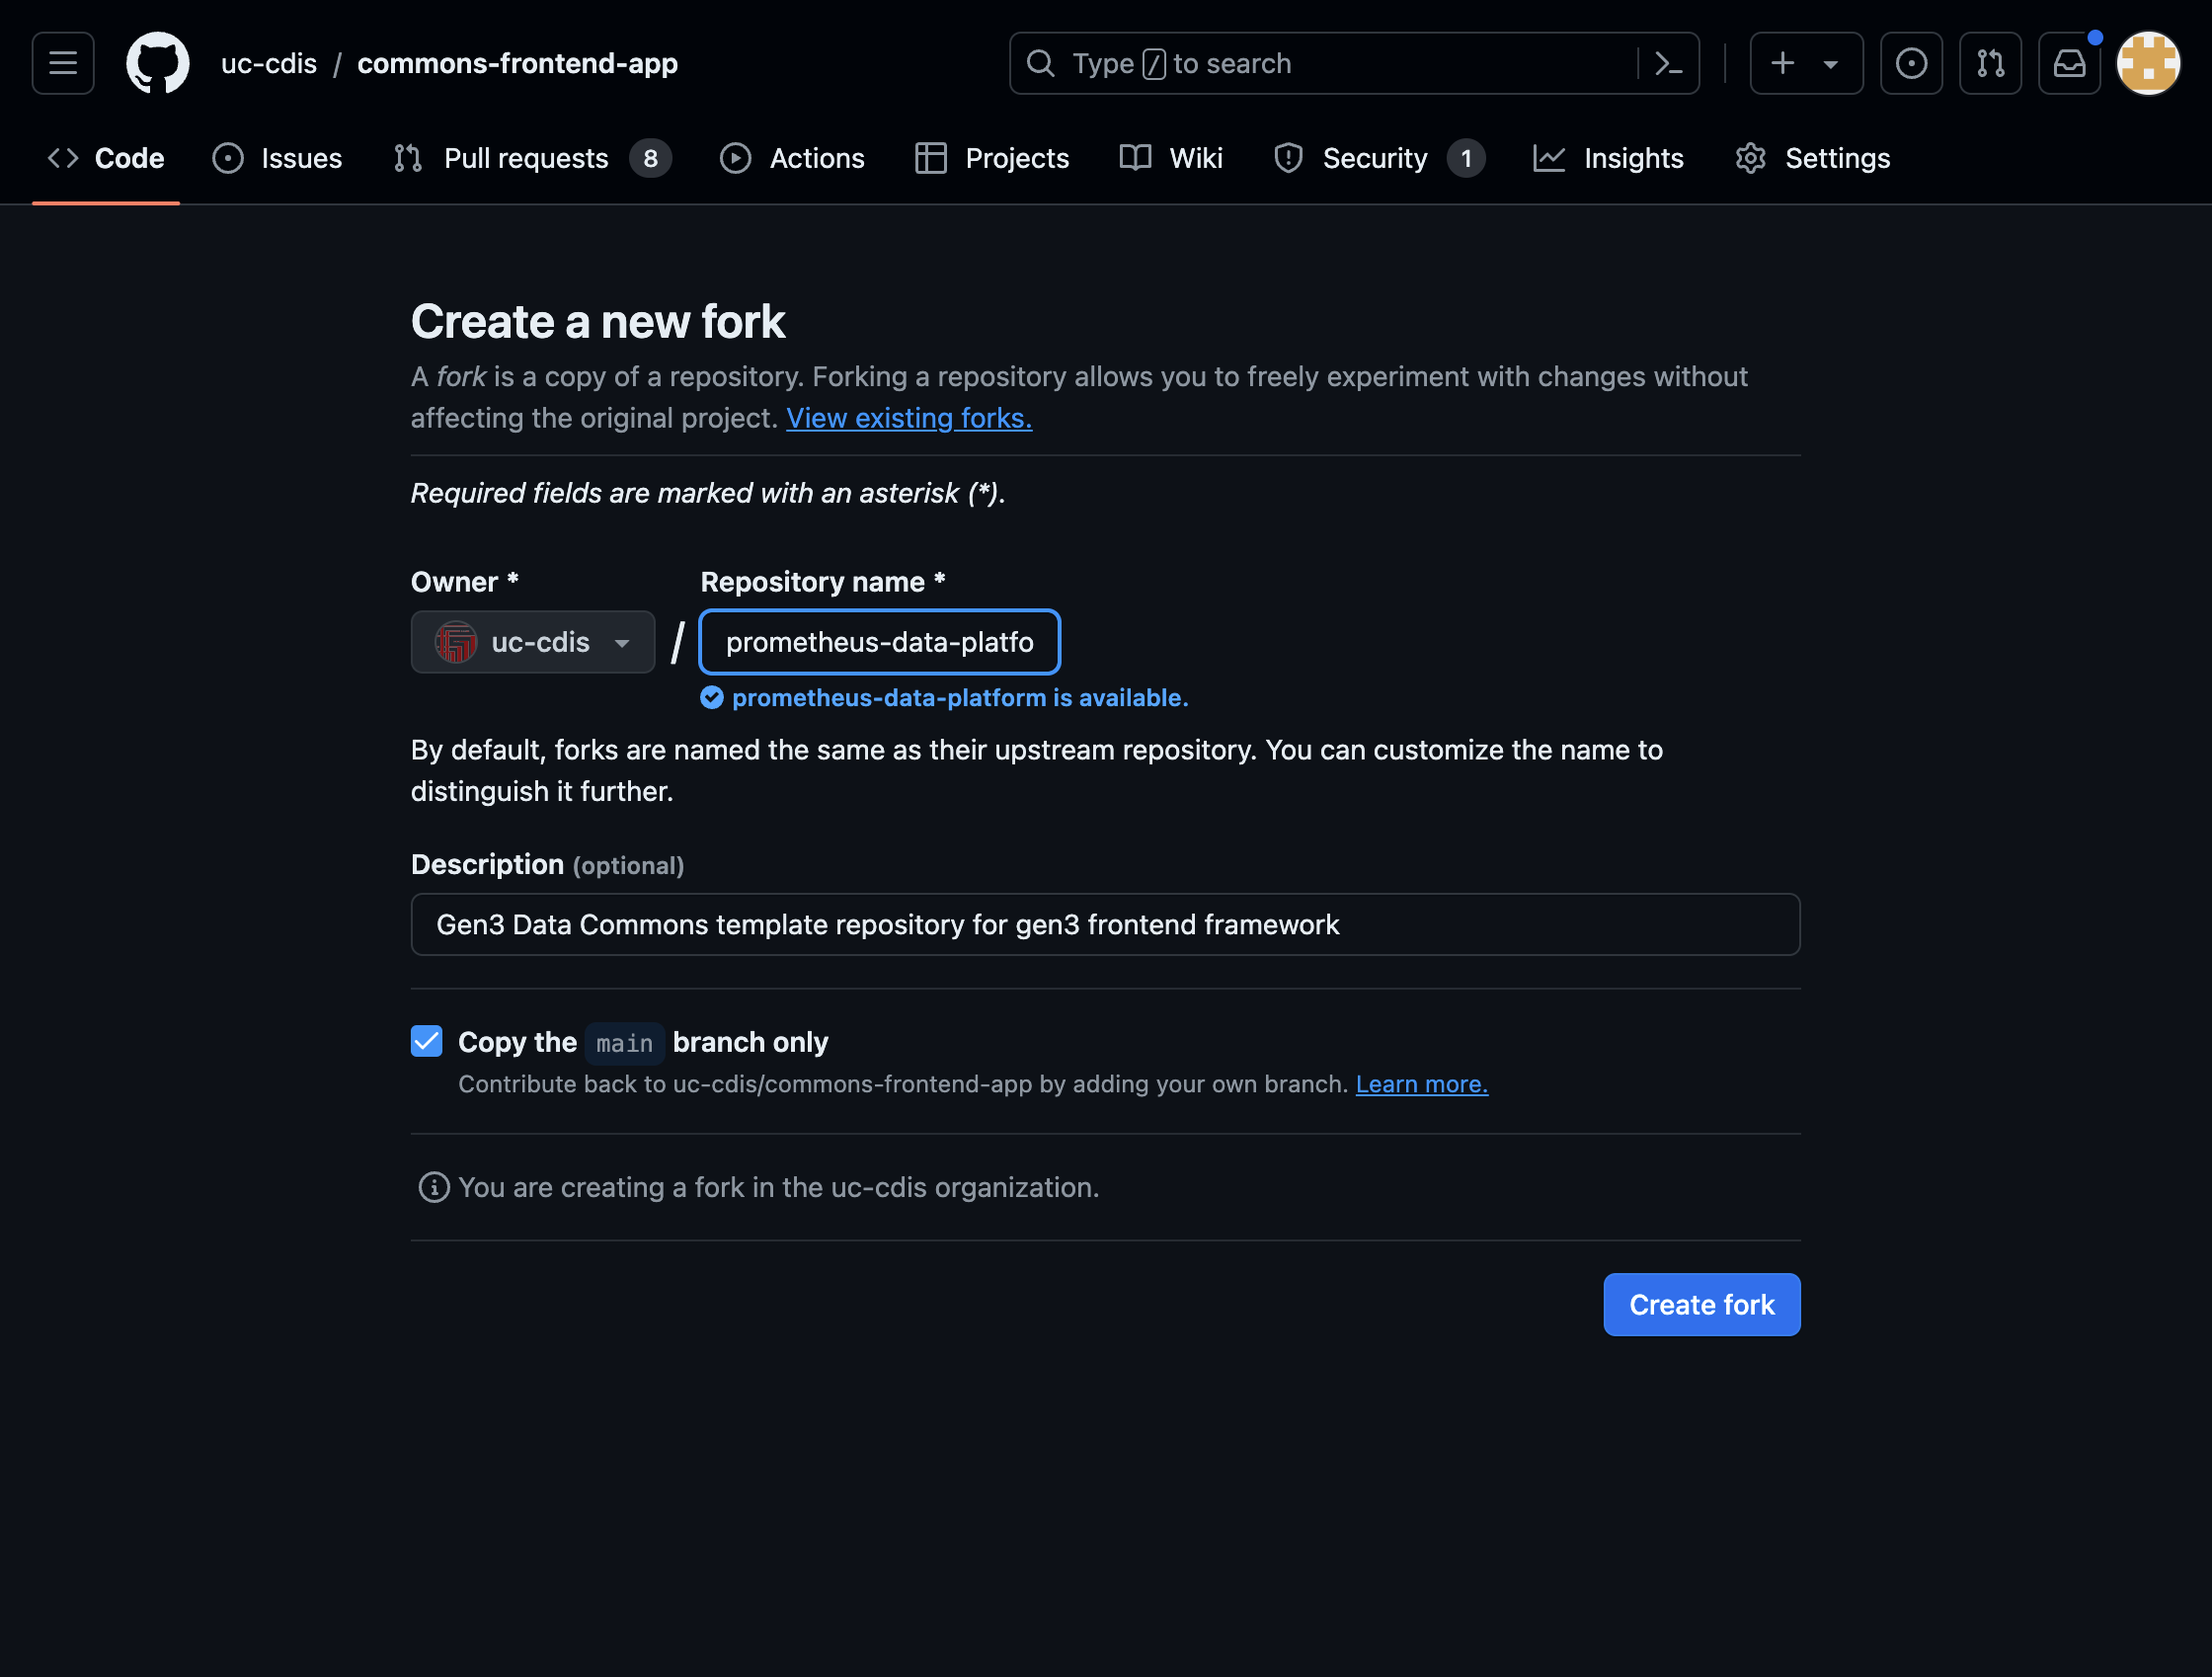 uc-cdis / commons-frontend-app
Type / to search
Code
Issues
Pull requests 8
Actions
Projects
Wiki
Security 1
Insights
Settings
Create a new fork
A fork is a copy of a repository. Forking a repository allows you to freely experiment with changes without
affecting the original project. View existing forks.
Required fields are marked with an asterisk (*).
Owner *
Repository name *
uc-cdis
/
prometheus-data-platfo
prometheus-data-platform is available.
By default, forks are named the same as their upstream repository. You can customize the name to
distinguish it further.
Description (optional)
Gen3 Data Commons template repository for gen3 frontend framework
Copy the main branch only
Contribute back to uc-cdis/commons-frontend-app by adding your own branch. Learn more.
You are creating a fork in the uc-cdis organization.
Create fork